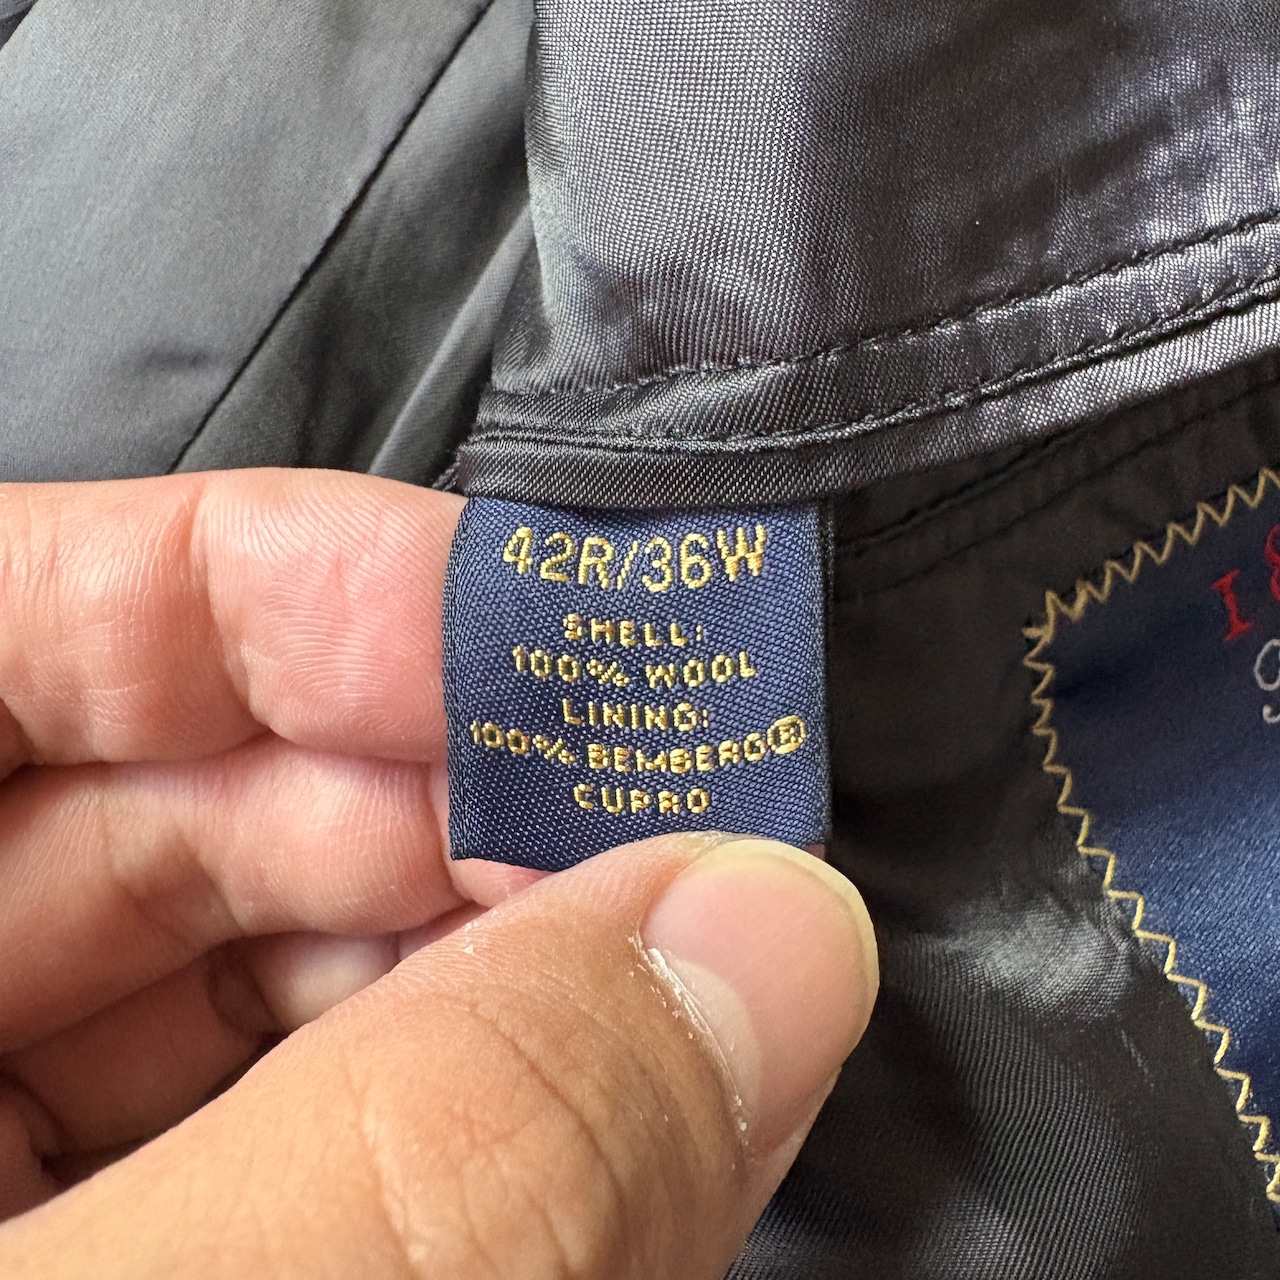 42R/36W
SHELL:
100% WOOL
LINING:
100% BEMBERG®
CUPRO
I &